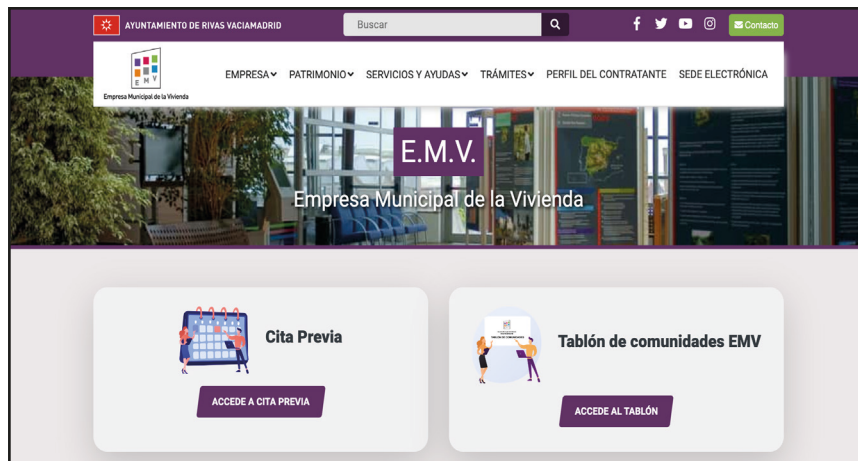 AYUNTAMIENTO DE RIVAS VACIAMADRID
Buscar
Contacto
E M V
Empresa Municipal de la Vivienda
EMPRESA PATRIMONIO SERVICIOS Y AYUDAS TRÁMITES PERFIL DEL CONTRATANTE SEDE ELECTRÓNICA
E.M.V.
Empresa Municipal de la Vivienda
Cita Previa
ACCEDE A CITA PREVIA
Tablón de comunidades EMV
ACCEDE AL TABLÓN